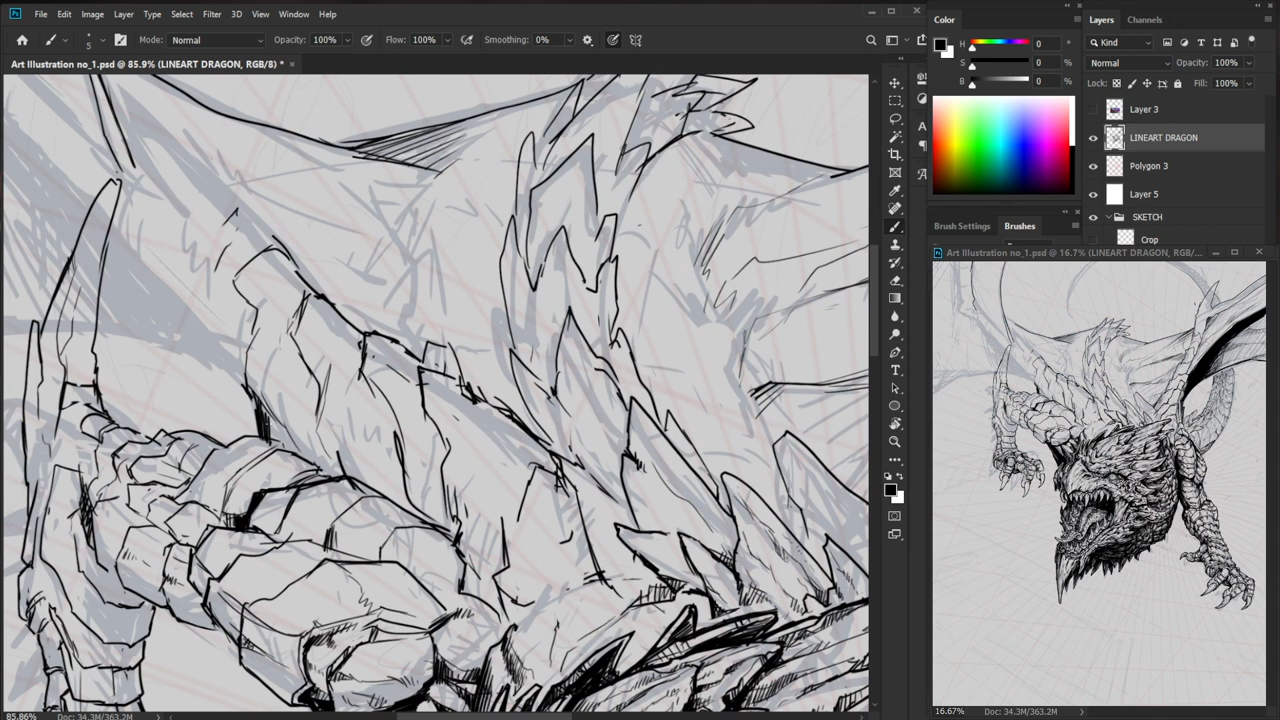 Ps File Edit Image Layer Type Select Filter 3D View Window Help
5 Mode: Normal Opacity: 100% Flow: 100% Smoothing: 0%
Art Illustration no_1.psd @ 85.9% (LINEART DRAGON, RGB/8) *
Color
H 0 °
S 0 %
B 0 %
Brush Settings Brushes
Layers Channels
Kind
Normal Opacity: 100%
Lock: Fill: 100%
Layer 3
LINEART DRAGON
Polygon 3
Layer 5
SKETCH
Crop
Art Illustration no_1.psd @ 16.7% (LINEART DRAGON, RGB/...
85.86% Doc: 34.3M/363.2M
16.67% Doc: 34.3M/363.2M